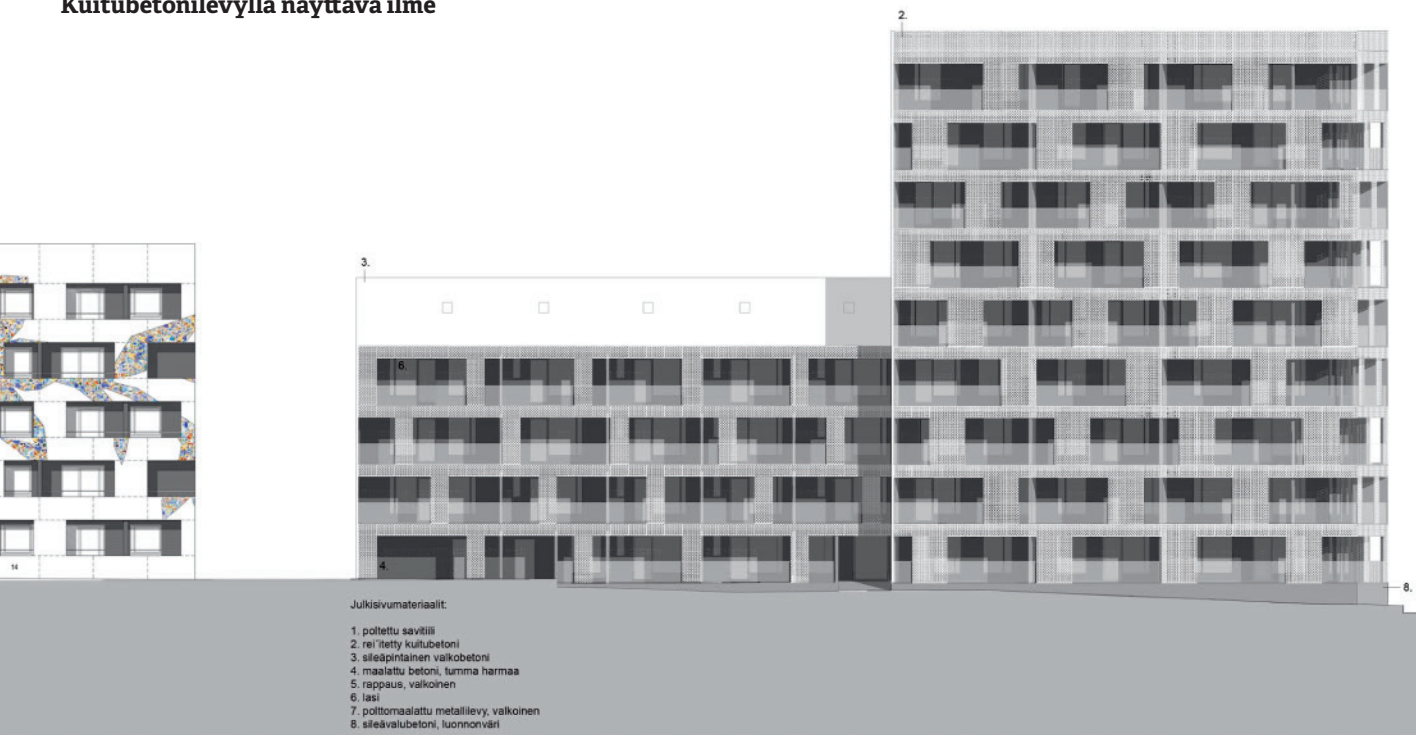 Kuitubetonilevyllä näyttävä ilme
2.
3.
6.
4.
14
8.
Julkisivumateriaalit:
1. poltettu savitiili
2. rei´itetty kuitubetoni
3. sileäpintainen valkobetoni
4. maalattu betoni, tumma harmaa
5. rappaus, valkoinen
6. lasi
7. polttomaalattu metallilevy, valkoinen
8. sileävalubetoni, luonnonväri